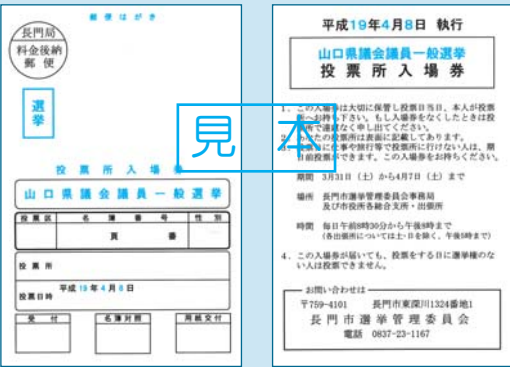 郵便はがき
長門局
料金後納
郵便
選挙
投票所入場券
山口県議会議員一般選挙
投票区 名簿番号 性別
頁 番
投票所
投票日時 平成19年4月8日
受付 名簿対照 用紙交付
見本
平成19年4月8日 執行
山口県議会議員一般選挙
投票所入場券
1. この入場券は大切に保管し投票日当日、本人が投票
所へお持ち下さい。もし入場券をなくしたときは投
票所で遠慮なく申し出てください。
2. あなたの投票所は表面に記載してあります。
3. 投票日に仕事や旅行等で投票所に行けない人は、期
日前投票ができます。この入場券をお持ちください。
期間 3月31日(土)から4月7日(土)まで
場所 長門市選挙管理委員会事務局
及び市役所各総合支所・出張所
時間 毎日午前8時30分から午後8時まで
(各出張所については土・日を除く、午後5時まで)
4. この入場券が届いても、投票をする日に選挙権のな
い人は投票できません。
お問い合わせは
〒759-4101 長門市東深川1324番地1
長門市選挙管理委員会
電話 0837-23-1167